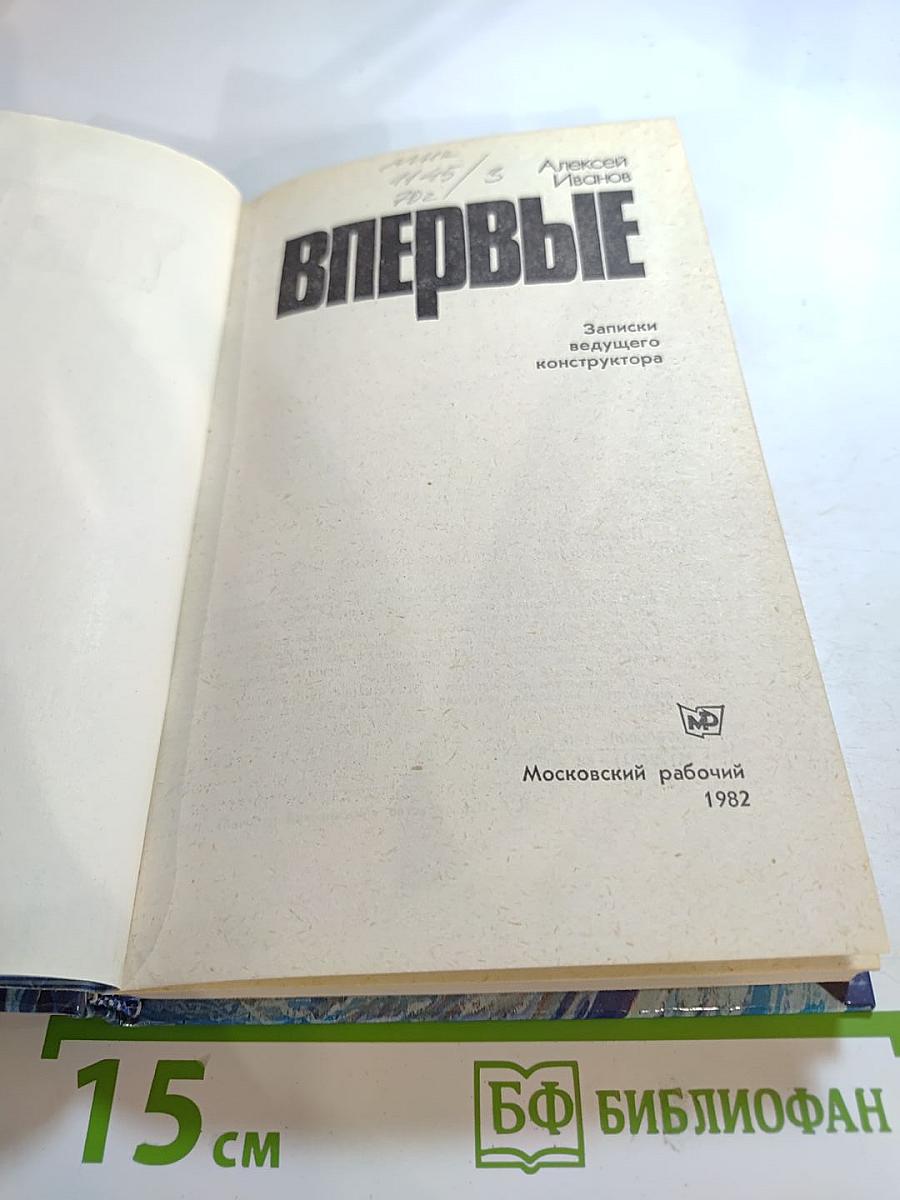 Алексей
Иванов
ВПЕРВЫЕ
Записки
ведущего
конструктора
МР
Московский рабочий
1982
15 см
БФ БИБЛИОФАН